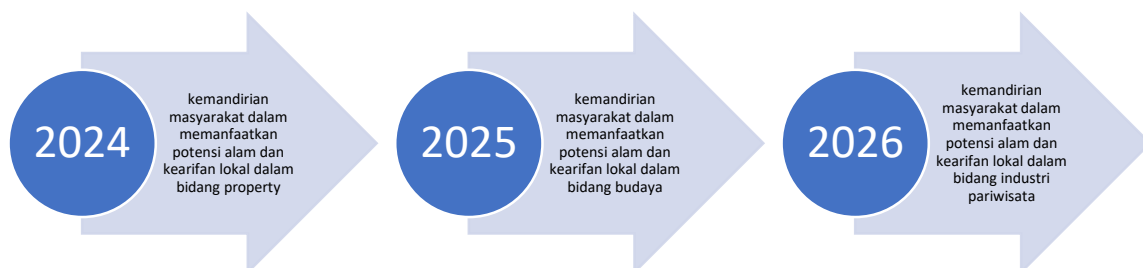 2024
kemandirian
masyarakat dalam
memanfaatkan
potensi alam dan
kearifan lokal dalam
bidang property
2025
kemandirian
masyarakat dalam
memanfaatkan
potensi alam dan
kearifan lokal dalam
bidang budaya
2026
kemandirian
masyarakat dalam
memanfaatkan
potensi alam dan
kearifan lokal dalam
bidang industri
pariwisata